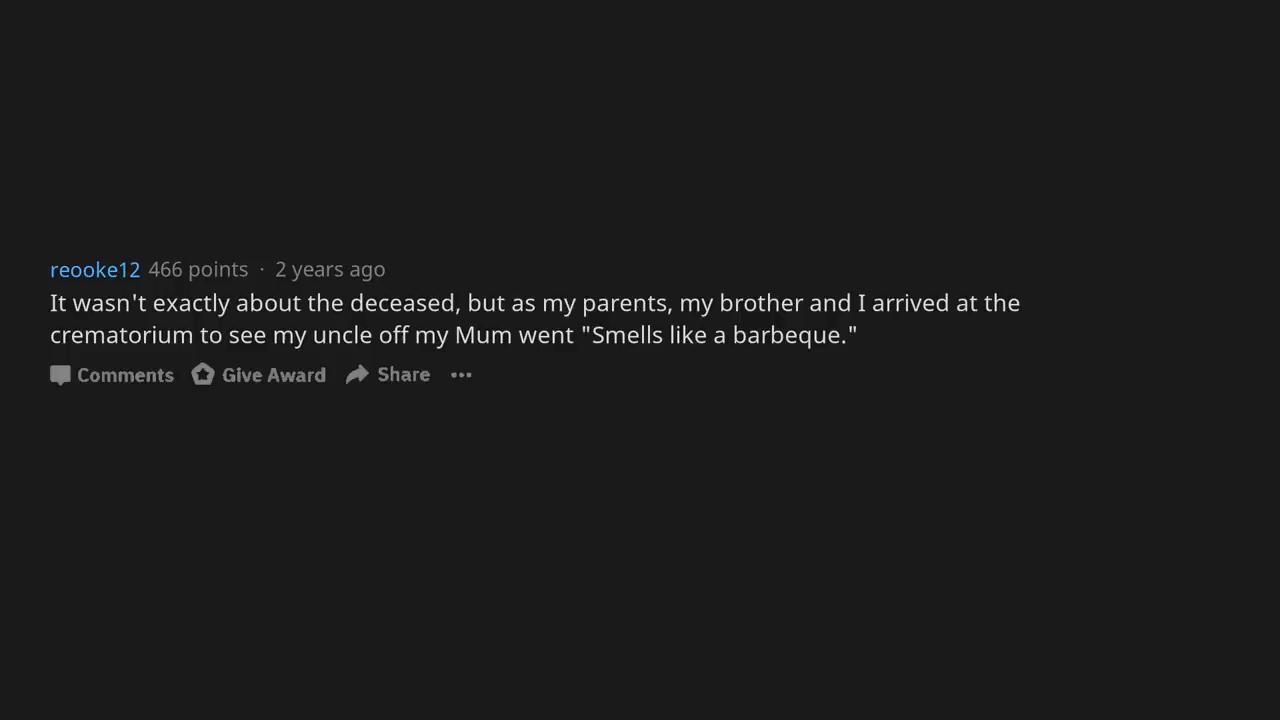 reooke12 466 points · 2 years ago
It wasn't exactly about the deceased, but as my parents, my brother and I arrived at the
crematorium to see my uncle off my Mum went "Smells like a barbeque."
Comments Give Award Share ···